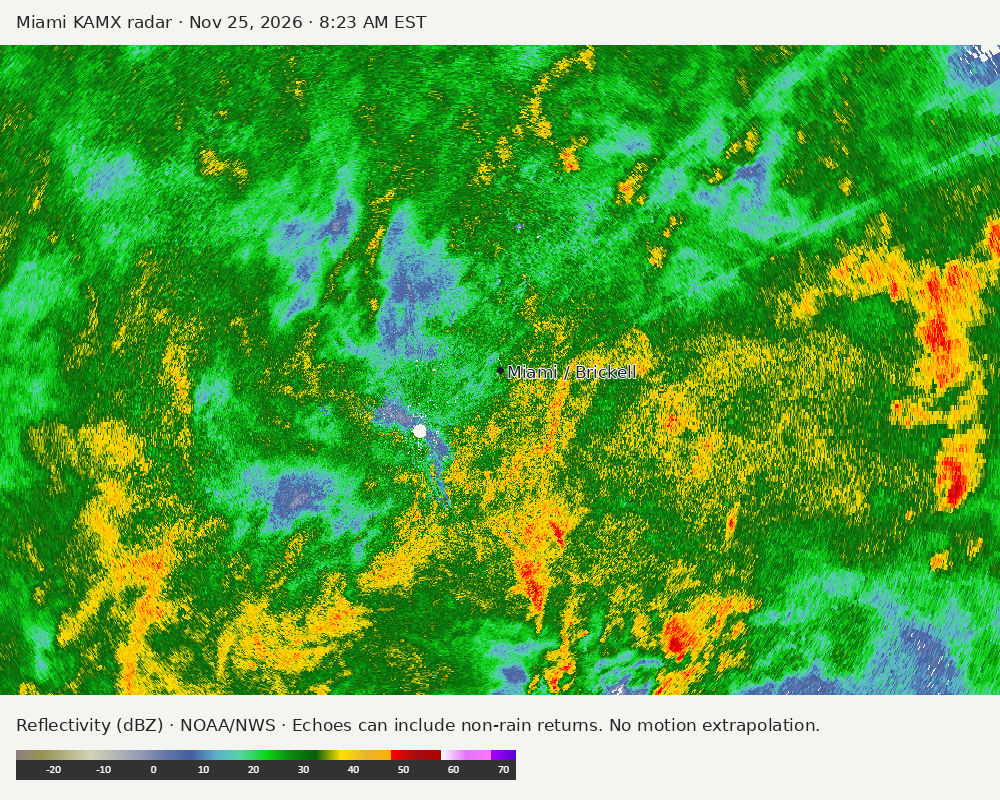 Miami KAMX radar · Nov 25, 2026 · 8:23 AM EST
Miami / Brickell
Reflectivity (dBZ) · NOAA/NWS · Echoes can include non-rain returns. No motion extrapolation.
-20 -10 0 10 20 30 40 50 60 70